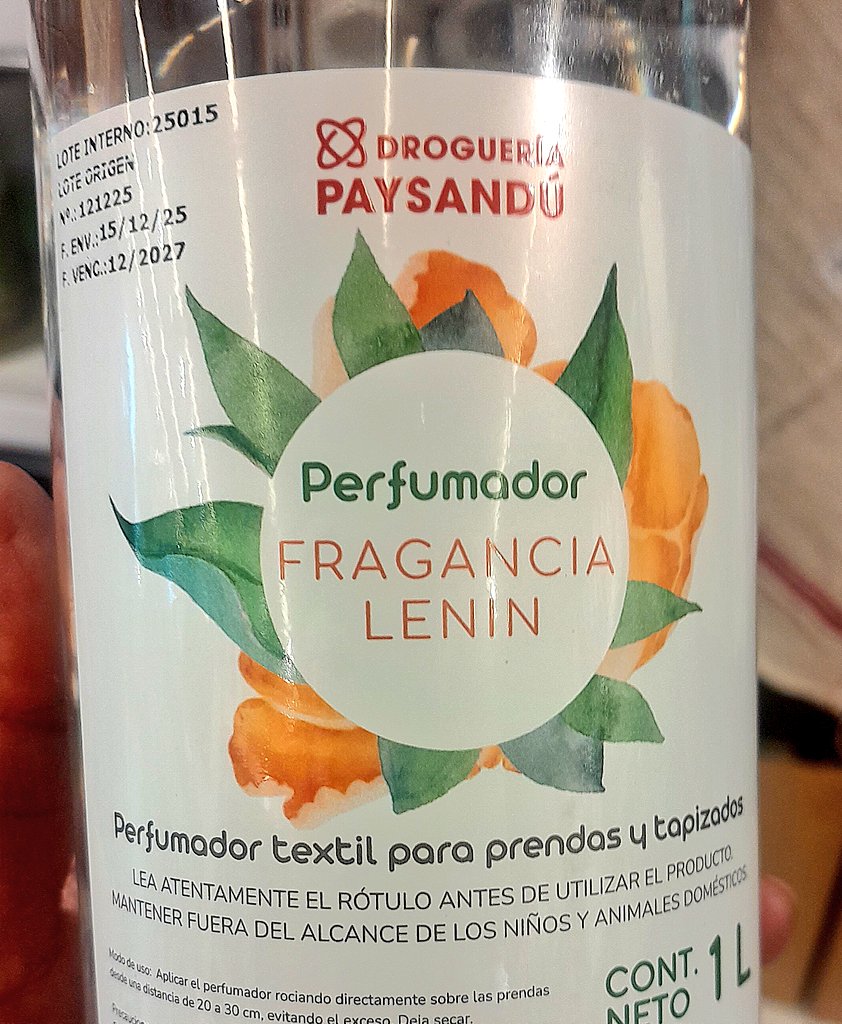 LOTE INTERNO:25015
LOTE ORIGEN
Nº.:121225
F. ENV.:15/12/25
F. VENC.:12/2027
DROGUERÍA
PAYSANDÚ
Perfumador
FRAGANCIA
LENIN
Perfumador textil para prendas y tapizados
LEA ATENTAMENTE EL RÓTULO ANTES DE UTILIZAR EL PRODUCTO.
MANTENER FUERA DEL ALCANCE DE LOS NIÑOS Y ANIMALES DOMÉSTICOS.
Modo de uso: Aplicar el perfumador rociando directamente sobre las prendas
desde una distancia de 20 a 30 cm, evitando el exceso. Deja secar.
CONT.
NETO
1 L